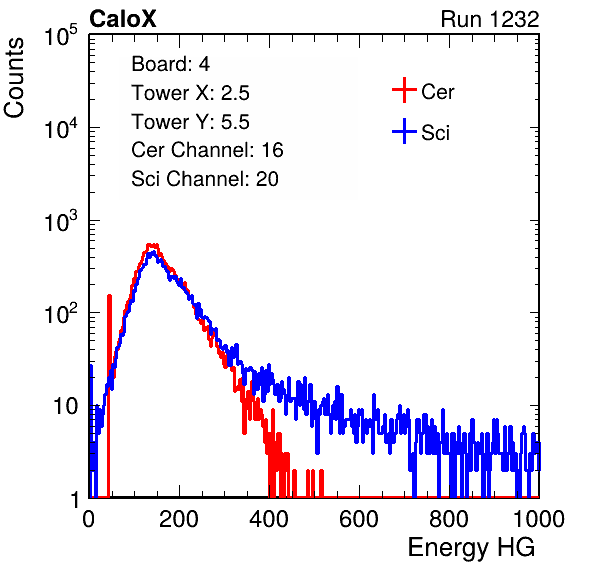 CaloX Run 1232
Counts
10^5
10^4
10^3
10^2
10
1
Board: 4
Tower X: 2.5
Tower Y: 5.5
Cer Channel: 16
Sci Channel: 20
Cer
Sci
0 200 400 600 800 1000
Energy HG